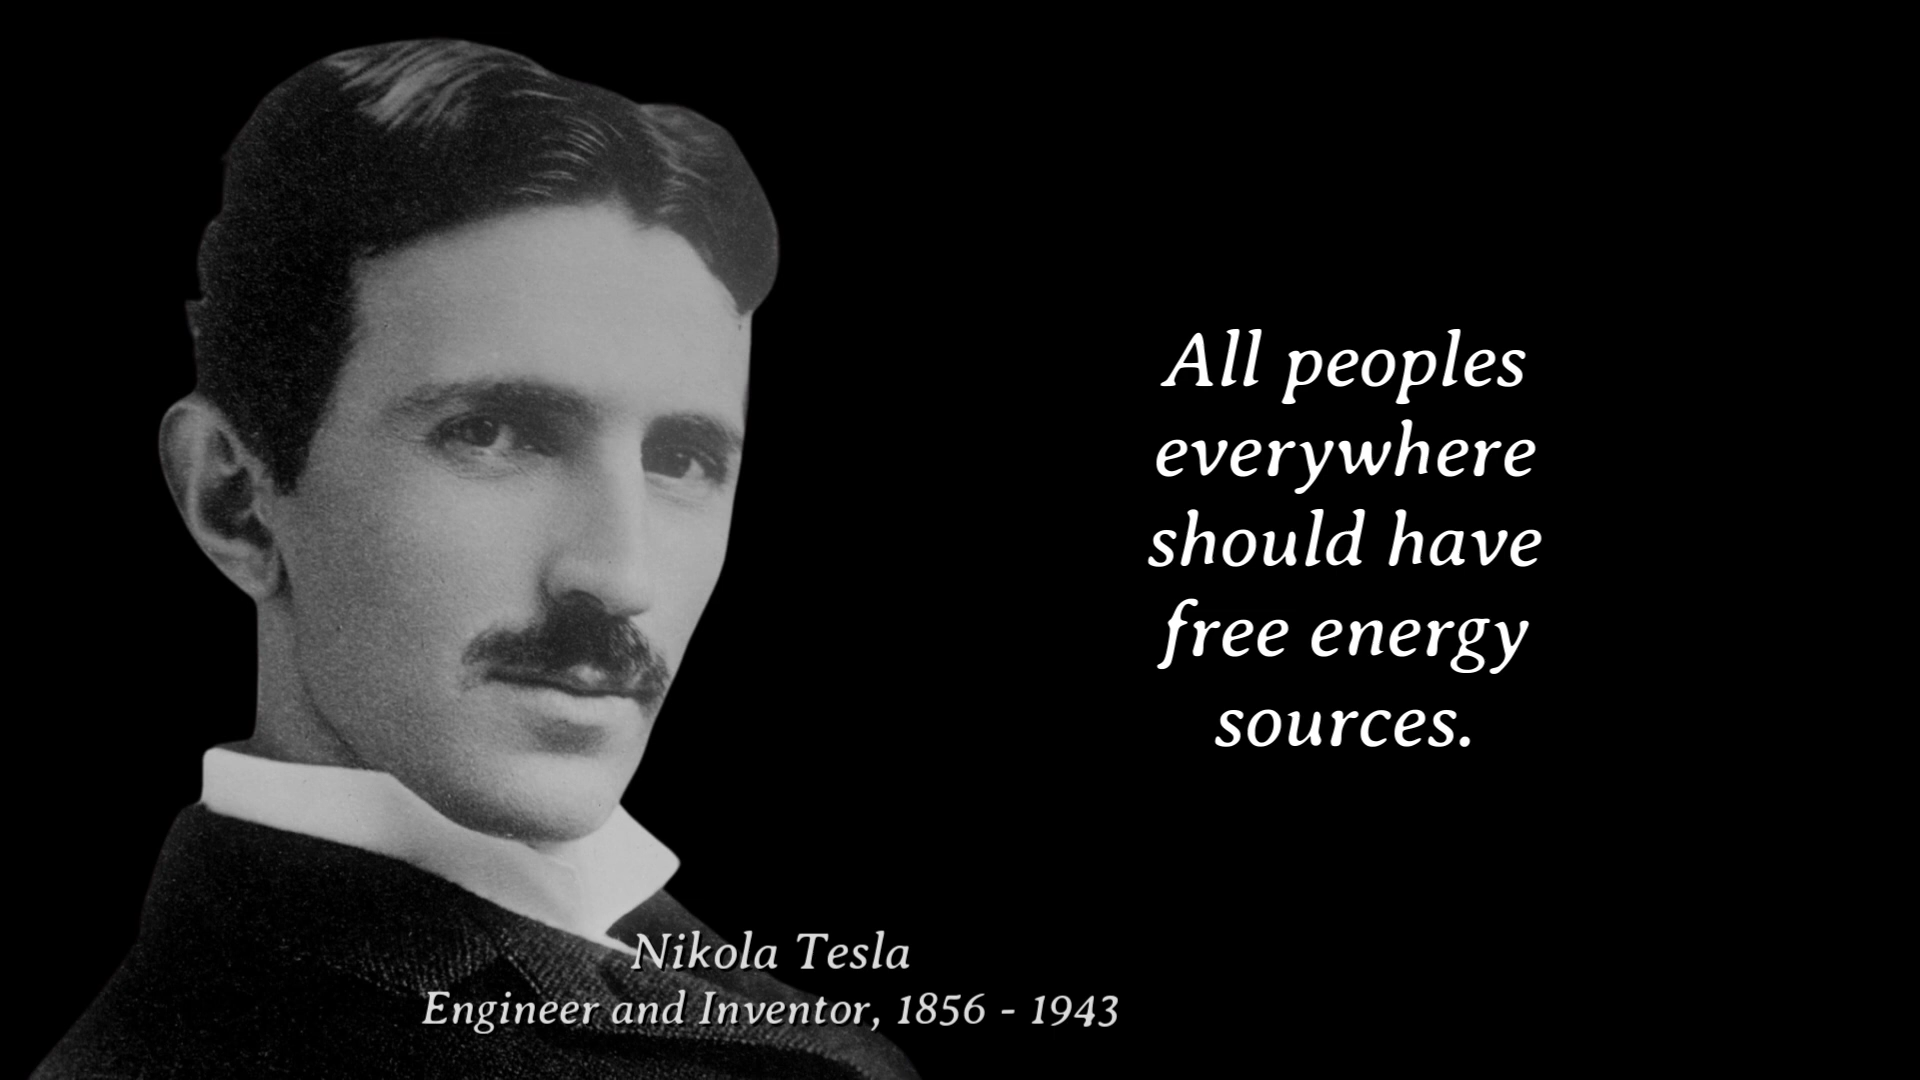 All peoples
everywhere
should have
free energy
sources.
Nikola Tesla
Engineer and Inventor, 1856 - 1943